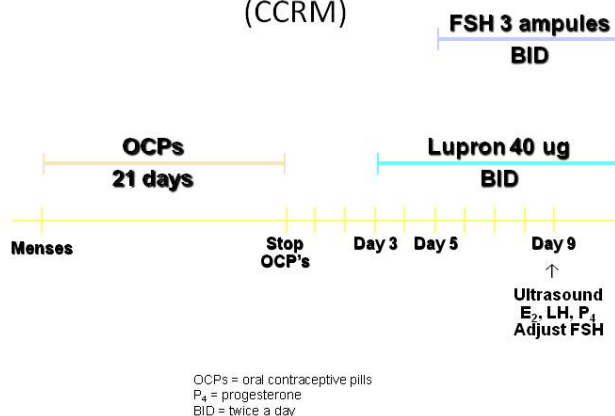 (CCRM)
FSH 3 ampules
BID
OCPs
21 days
Lupron 40 ug
BID
Menses
Stop
OCP's
Day 3
Day 5
Day 9
↑
Ultrasound
E₂, LH, P₄
Adjust FSH
OCPs = oral contraceptive pills
P₄ = progesterone
BID = twice a day